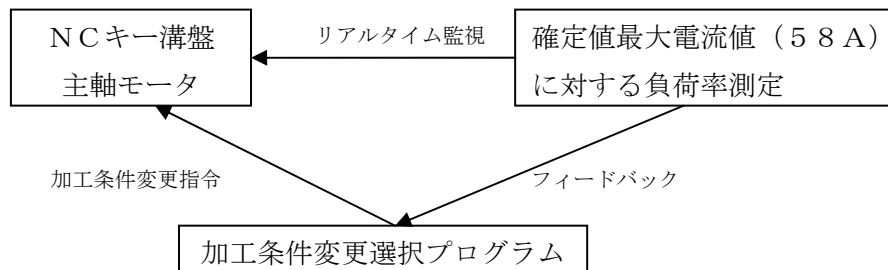 ＮＣキー溝盤
主軸モータ
リアルタイム監視
確定値最大電流値（５８Ａ）
に対する負荷率測定
加工条件変更指令
フィードバック
加工条件変更選択プログラム